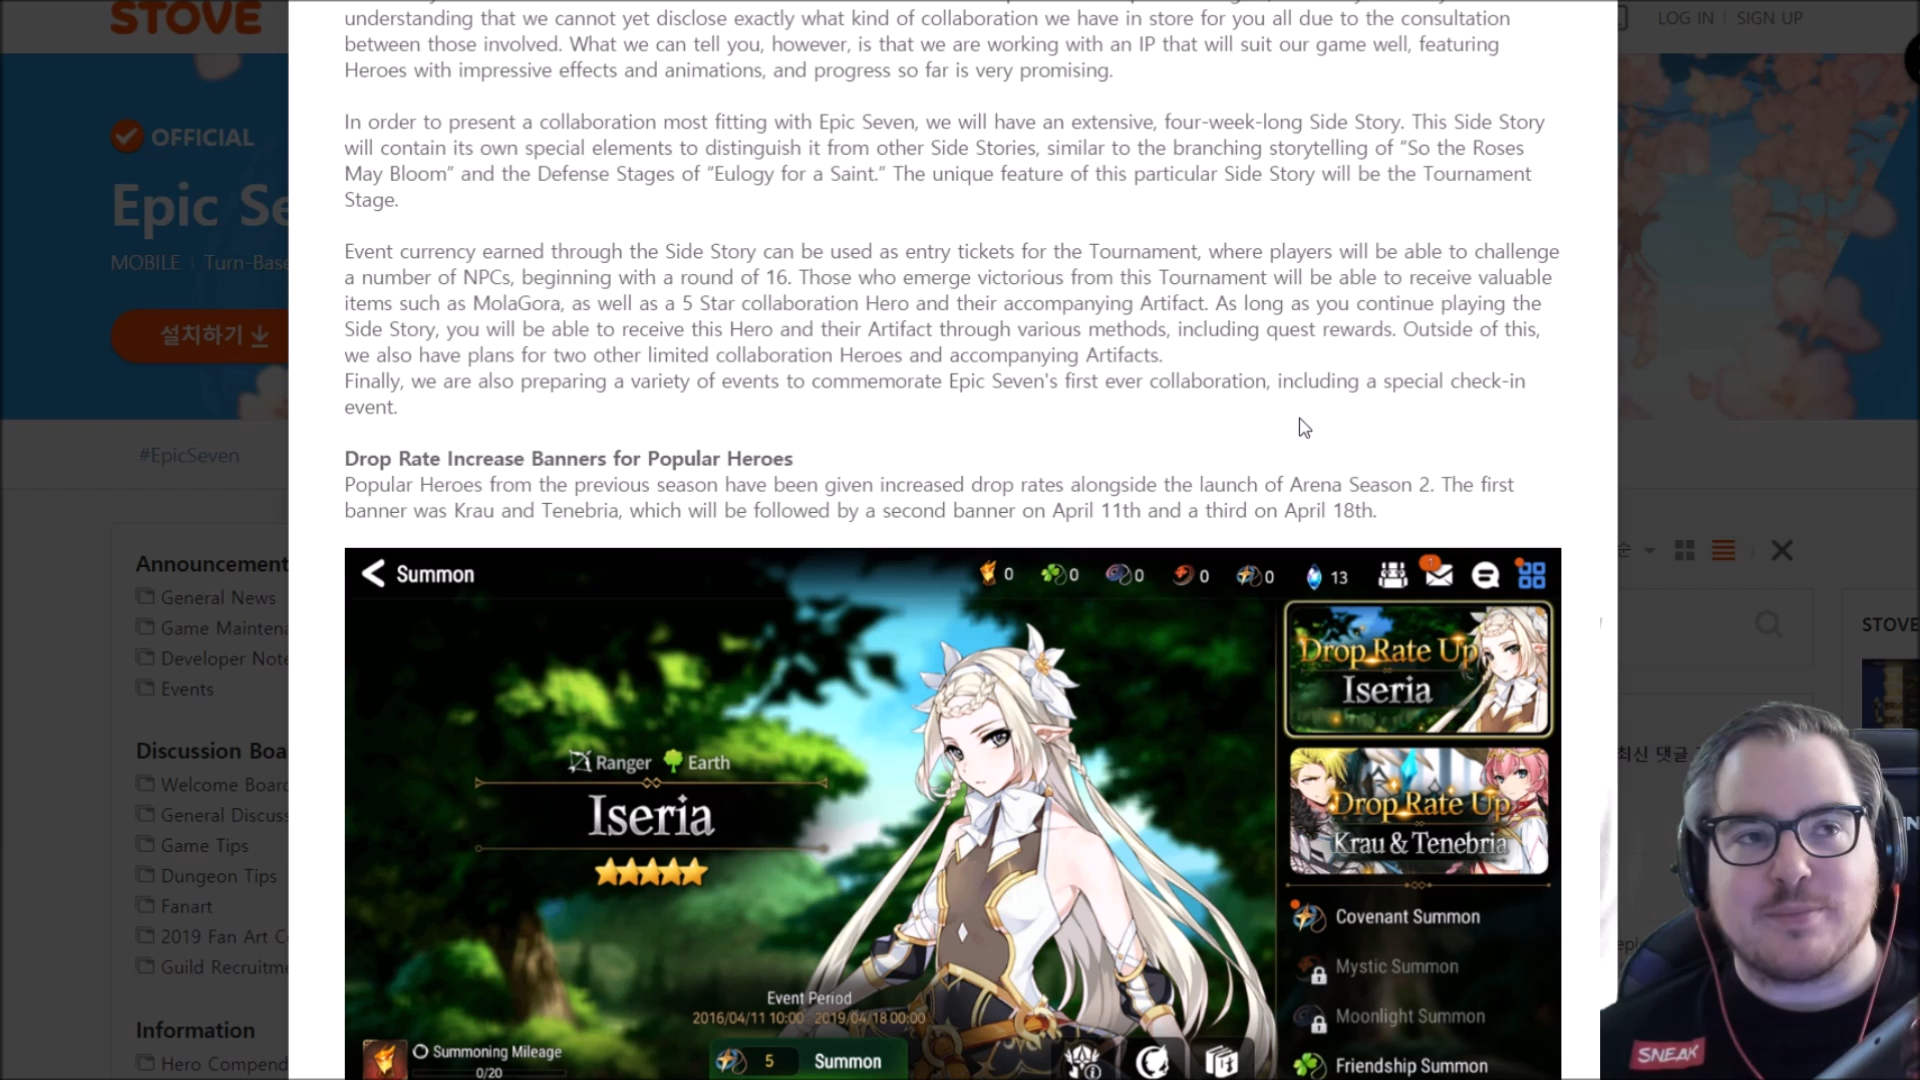 STOVE
LOG IN | SIGN UP
understanding that we cannot yet disclose exactly what kind of collaboration we have in store for you all due to the consultation
between those involved. What we can tell you, however, is that we are working with an IP that will suit our game well, featuring
Heroes with impressive effects and animations, and progress so far is very promising.
In order to present a collaboration most fitting with Epic Seven, we will have an extensive, four-week-long Side Story. This Side Story
will contain its own special elements to distinguish it from other Side Stories, similar to the branching storytelling of “So the Roses
May Bloom” and the Defense Stages of “Eulogy for a Saint.” The unique feature of this particular Side Story will be the Tournament
Stage.
Event currency earned through the Side Story can be used as entry tickets for the Tournament, where players will be able to challenge
a number of NPCs, beginning with a round of 16. Those who emerge victorious from this Tournament will be able to receive valuable
items such as MolaGora, as well as a 5 Star collaboration Hero and their accompanying Artifact. As long as you continue playing the
Side Story, you will be able to receive this Hero and their Artifact through various methods, including quest rewards. Outside of this,
we also have plans for two other limited collaboration Heroes and accompanying Artifacts.
Finally, we are also preparing a variety of events to commemorate Epic Seven's first ever collaboration, including a special check-in
event.
Drop Rate Increase Banners for Popular Heroes
Popular Heroes from the previous season have been given increased drop rates alongside the launch of Arena Season 2. The first
banner was Krau and Tenebria, which will be followed by a second banner on April 11th and a third on April 18th.
OFFICIAL
Epic Se
MOBILE | Turn-Base
설치하기
#EpicSeven
Announcement
General News
Game Maintena
Developer Note
Events
Discussion Boa
Welcome Board
General Discuss
Game Tips
Dungeon Tips
Fanart
2019 Fan Art C
Guild Recruitme
Information
Hero Compend
Summon
0 0 0 0 0 13
1
Ranger Earth
Iseria
Event Period
2016/04/11 10:00 2019/04/18 00:00
Summoning Mileage
0/20
5 Summon
Drop Rate Up
Iseria
Drop Rate Up
Krau & Tenebria
Covenant Summon
Mystic Summon
Moonlight Summon
Friendship Summon
순
STOVE
최신 댓글
SNEAK